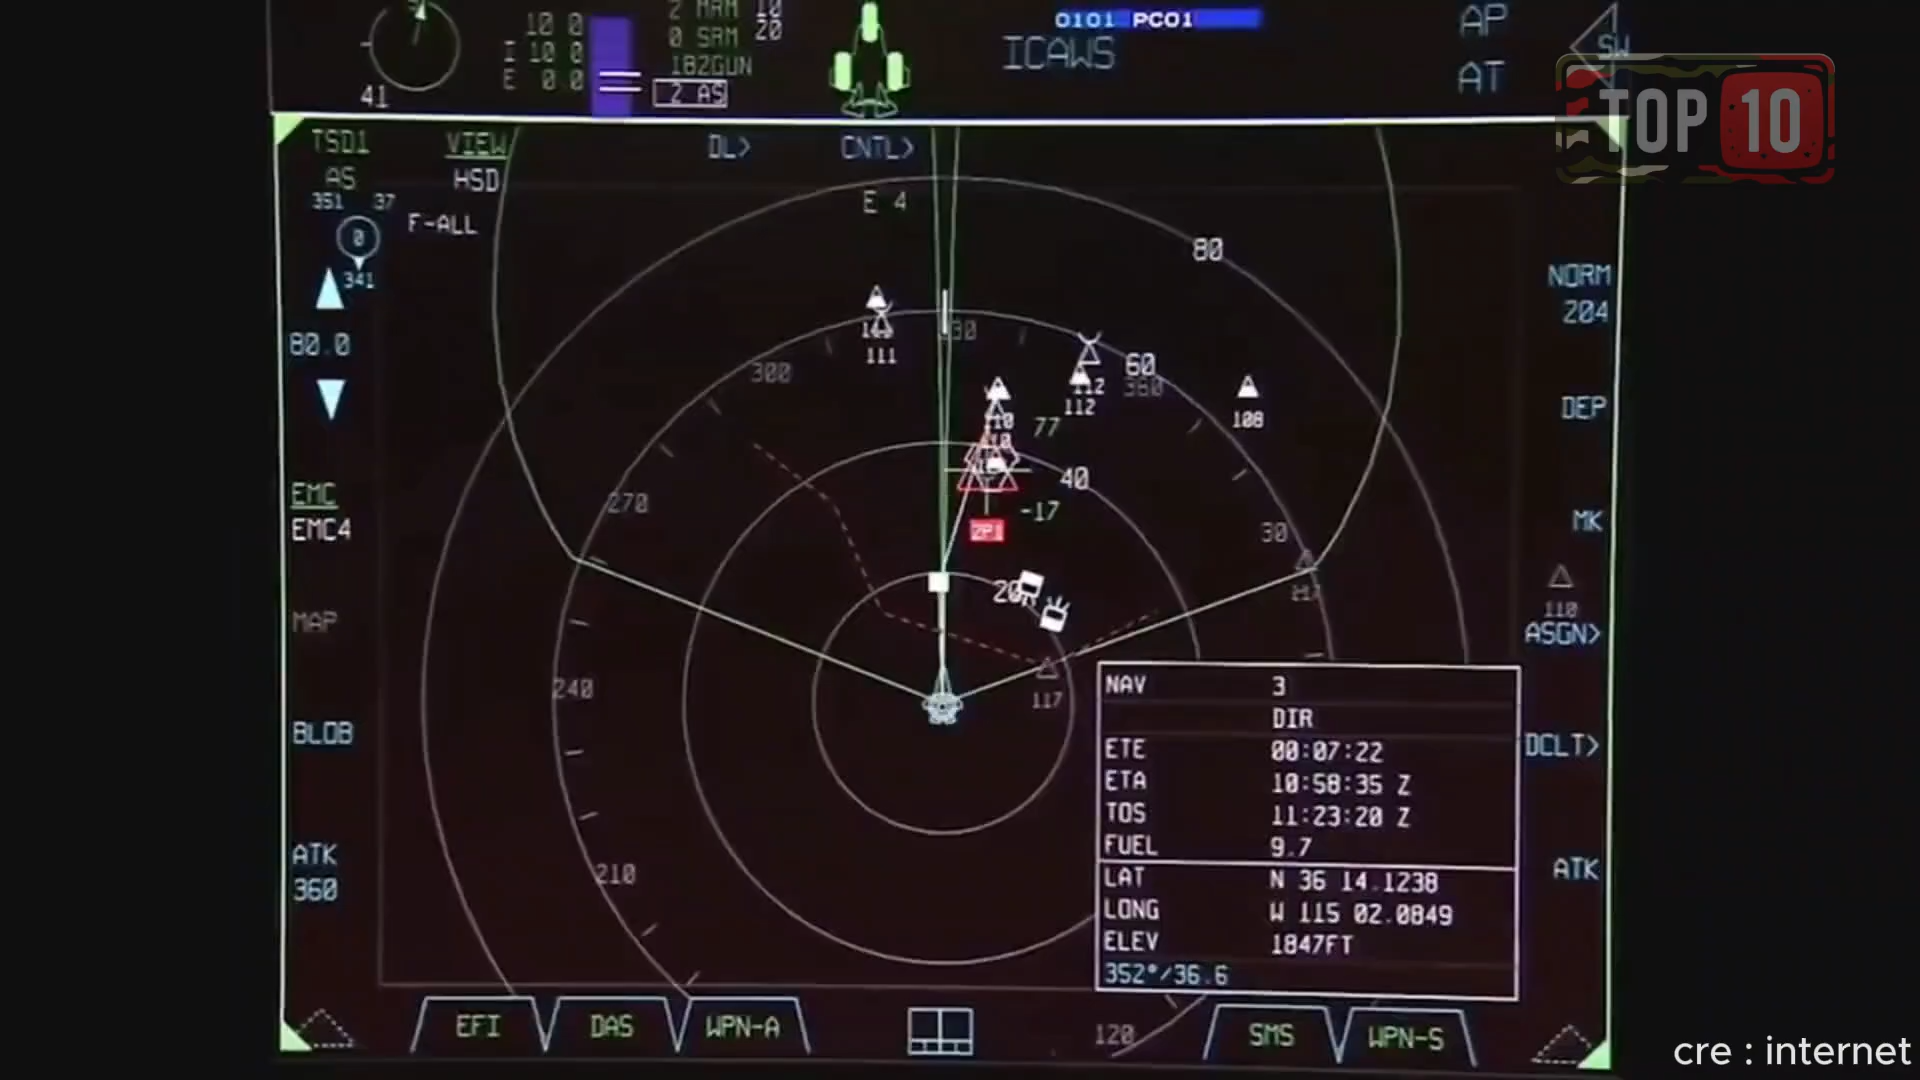 0101 PC01
ICAWS
AP
AT
SW
TOP 10
10 0
I 10 0
E 0 0
2 MRM 10
0 SRM 20
182GUN
2 AS
41
TSD1
AS
VIEW
HSD
DL>
CNTL>
351 37
0
341
F-ALL
E 4
80
80.0
NORM
204
DEP
MK
110
ASGN>
DCLT>
ATK
EMC
EMC4
MAP
BLOB
ATK
360
300
330
111
60
360
112
112
108
77
40
-17
270
30
20
240
117
210
120
NAV 3
DIR
ETE 00:07:22
ETA 10:58:35 Z
TOS 11:23:20 Z
FUEL 9.7
LAT N 36 14.1238
LONG W 115 02.0849
ELEV 1847FT
352°/36.6
EFI
DAS
WPN-A
SMS
WPN-S
cre : internet